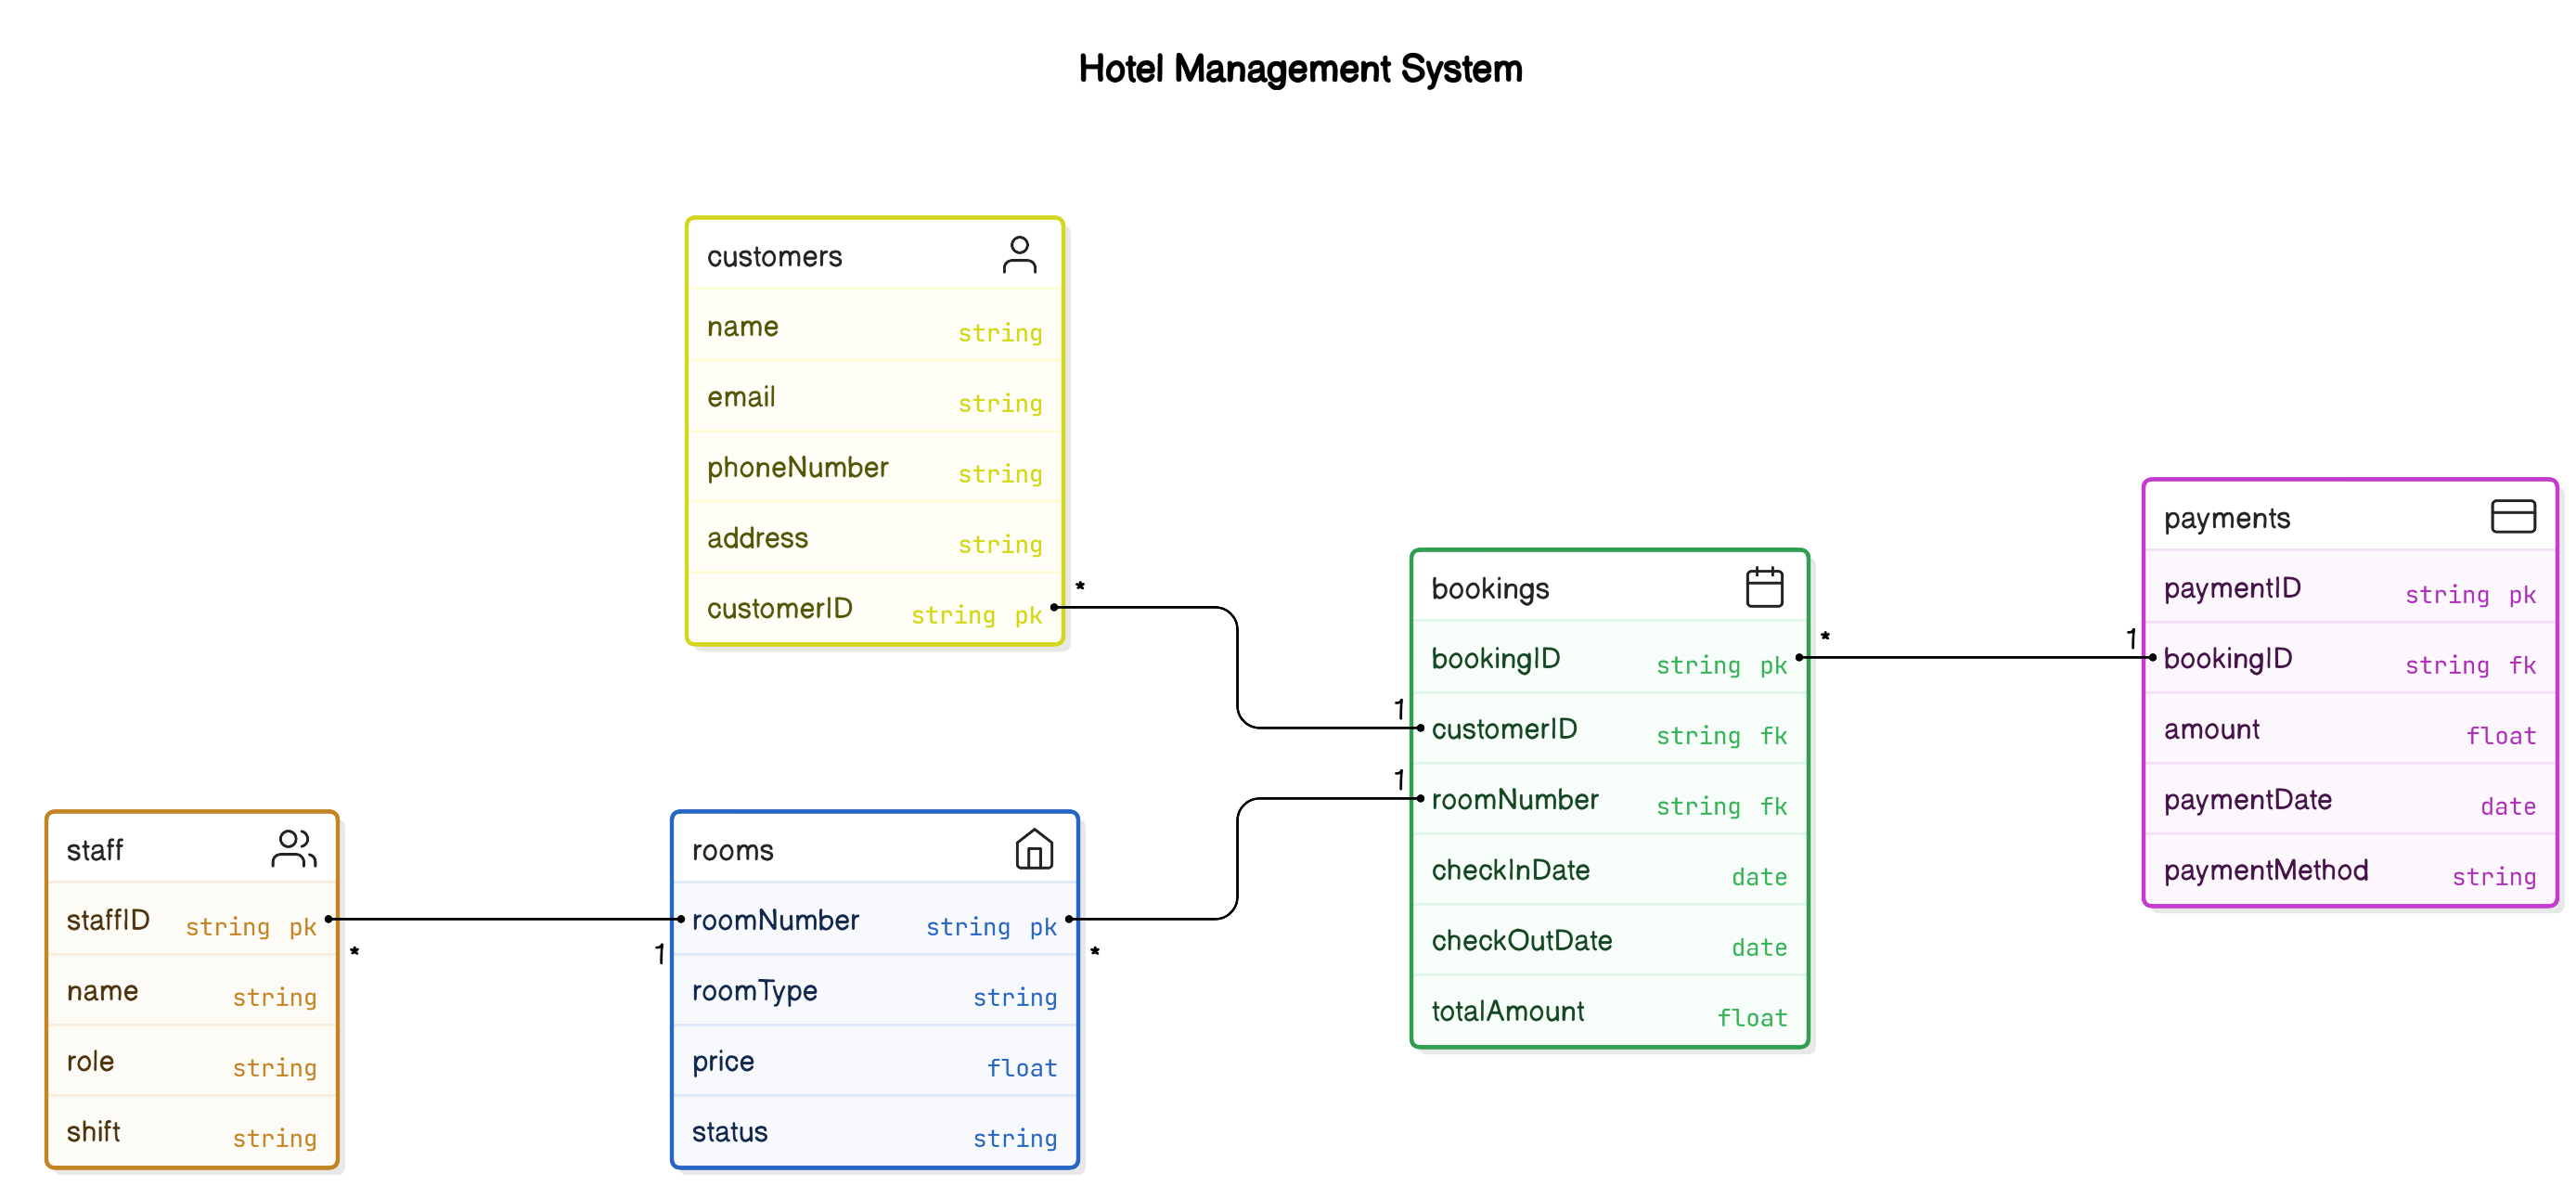 Hotel Management System
customers
name string
email string
phoneNumber string
address string
customerID string pk
*
1
bookings
bookingID string pk
customerID string fk
roomNumber string fk
checkInDate date
checkOutDate date
totalAmount float
1
*
1
payments
paymentID string pk
bookingID string fk
amount float
paymentDate date
paymentMethod string
staff
staffID string pk
name string
role string
shift string
*
1
rooms
roomNumber string pk
roomType string
price float
status string
*